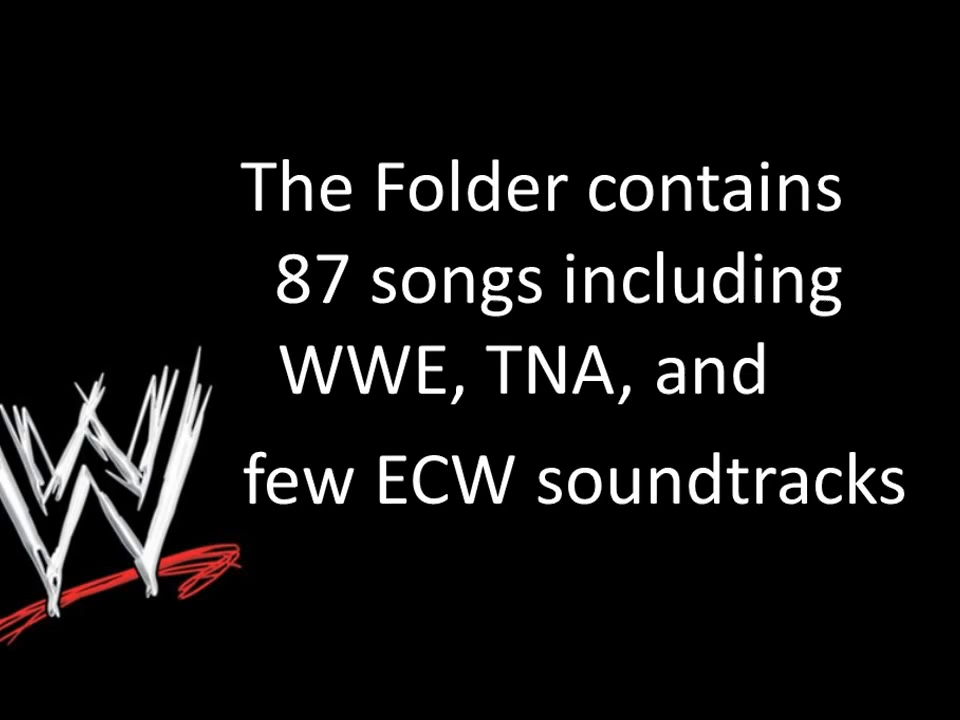 The Folder contains
87 songs including
WWE, TNA, and
few ECW soundtracks
W